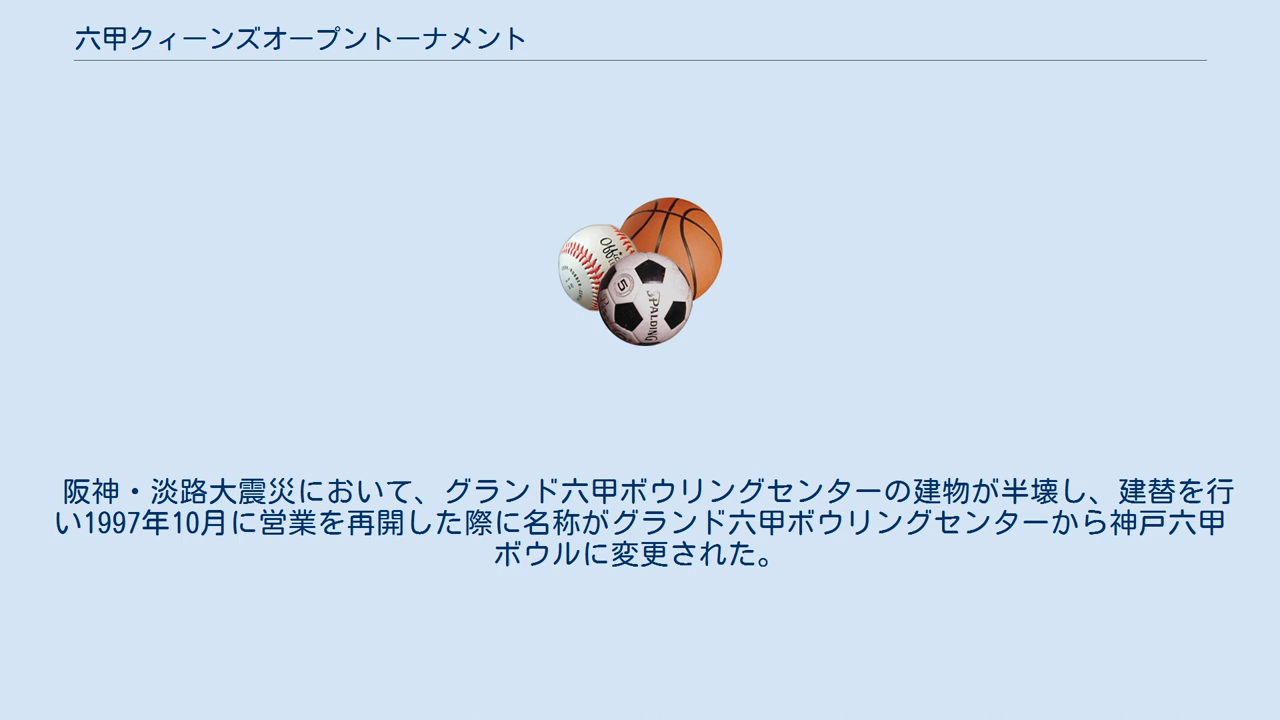 六甲クィーンズオープントーナメント
SPALDING
5
阪神・淡路大震災において、グランド六甲ボウリングセンターの建物が半壊し、建替を行
い1997年10月に営業を再開した際に名称がグランド六甲ボウリングセンターから神戸六甲
ボウルに変更された。